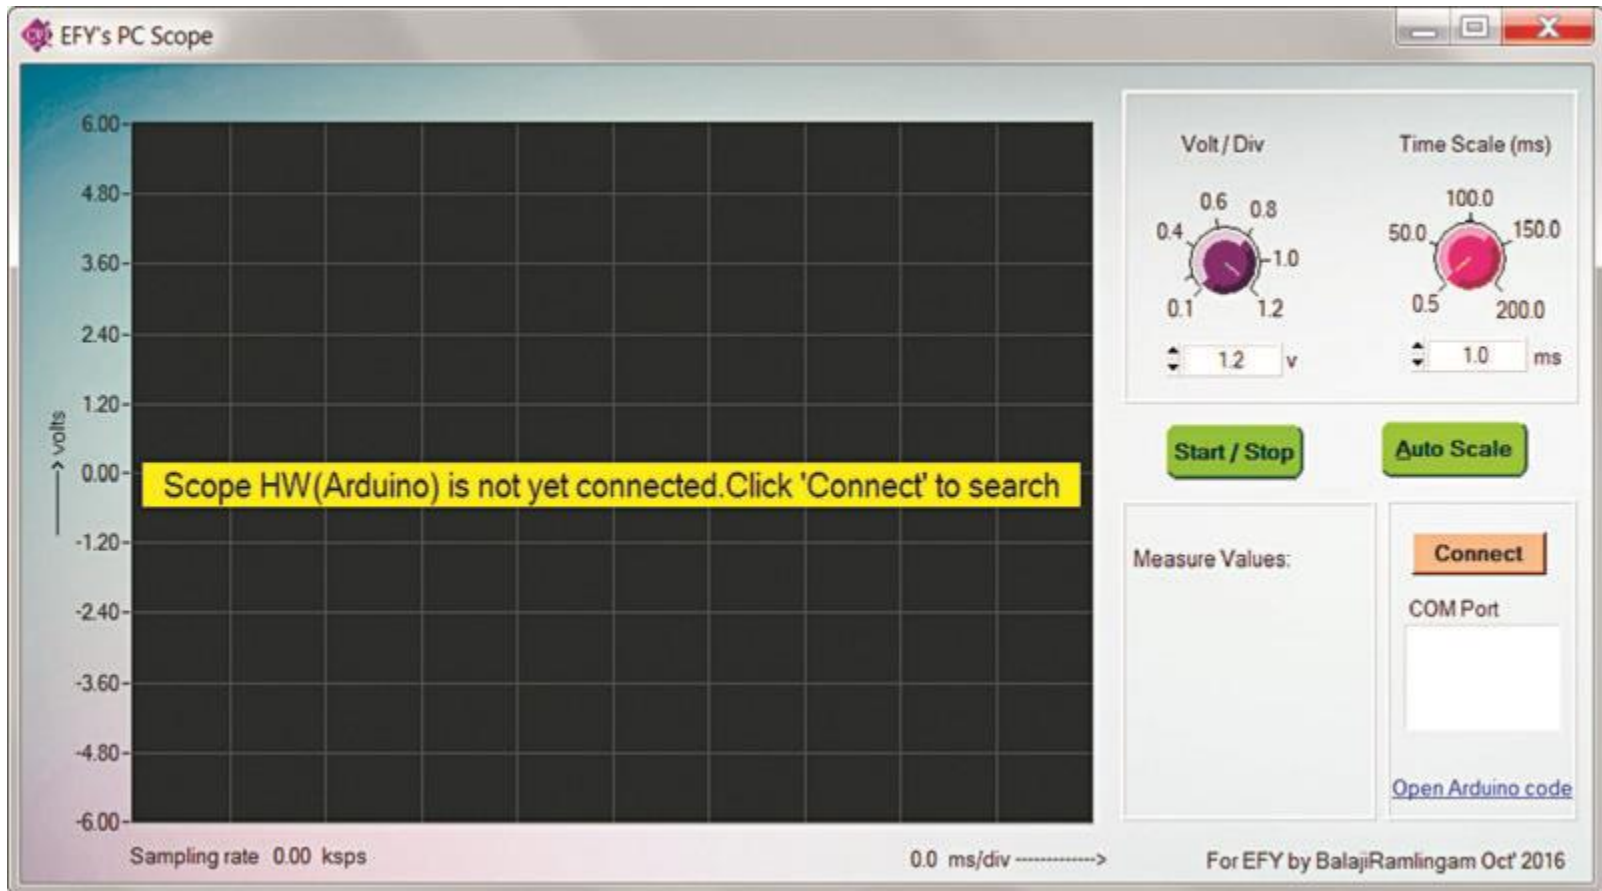 EFY's PC Scope
6.00
4.80
3.60
2.40
1.20
0.00
-1.20
-2.40
-3.60
-4.80
-6.00
-----> volts
Scope HW(Arduino) is not yet connected.Click 'Connect' to search
Sampling rate 0.00 ksps
0.0 ms/div ------------->
Volt / Div
0.1
0.4
0.6
0.8
1.0
1.2
1.2 v
Time Scale (ms)
0.5
50.0
100.0
150.0
200.0
1.0 ms
Start / Stop
Auto Scale
Measure Values:
Connect
COM Port
Open Arduino code
For EFY by BalajiRamlingam Oct' 2016